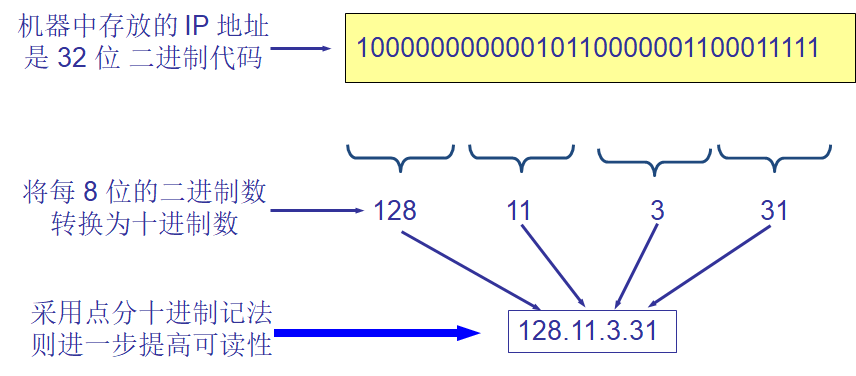 机器中存放的 IP 地址
是 32 位 二进制代码
10000000000010110000001100011111
将每 8 位的二进制数
转换为十进制数
128 11 3 31
采用点分十进制记法
则进一步提高可读性
128.11.3.31